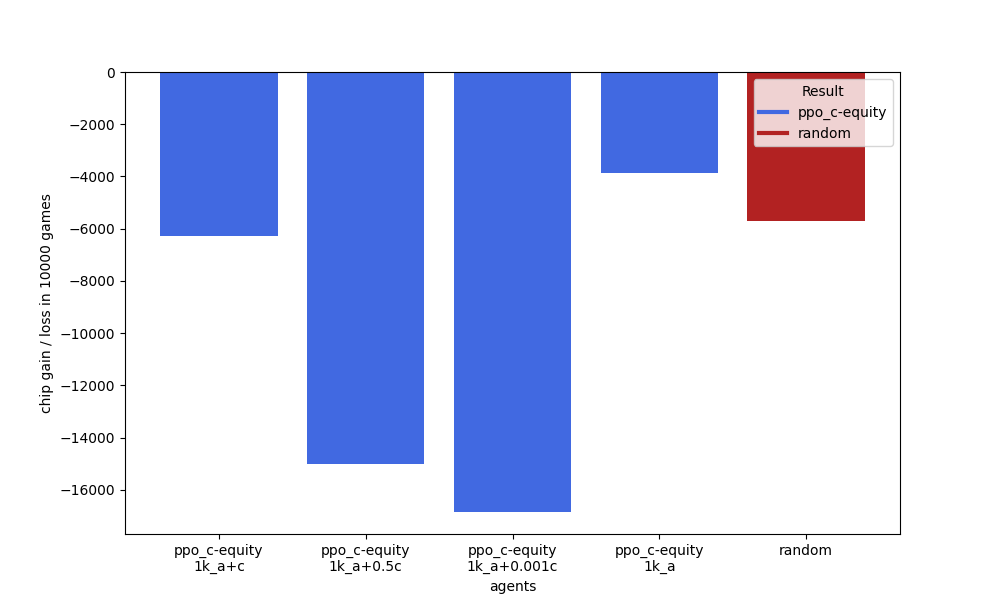 0
−2000
−4000
−6000
−8000
−10000
−12000
−14000
−16000
chip gain / loss in 10000 games
Result
ppo_c-equity
random
ppo_c-equity
1k_a+c
ppo_c-equity
1k_a+0.5c
ppo_c-equity
1k_a+0.001c
ppo_c-equity
1k_a
random
agents